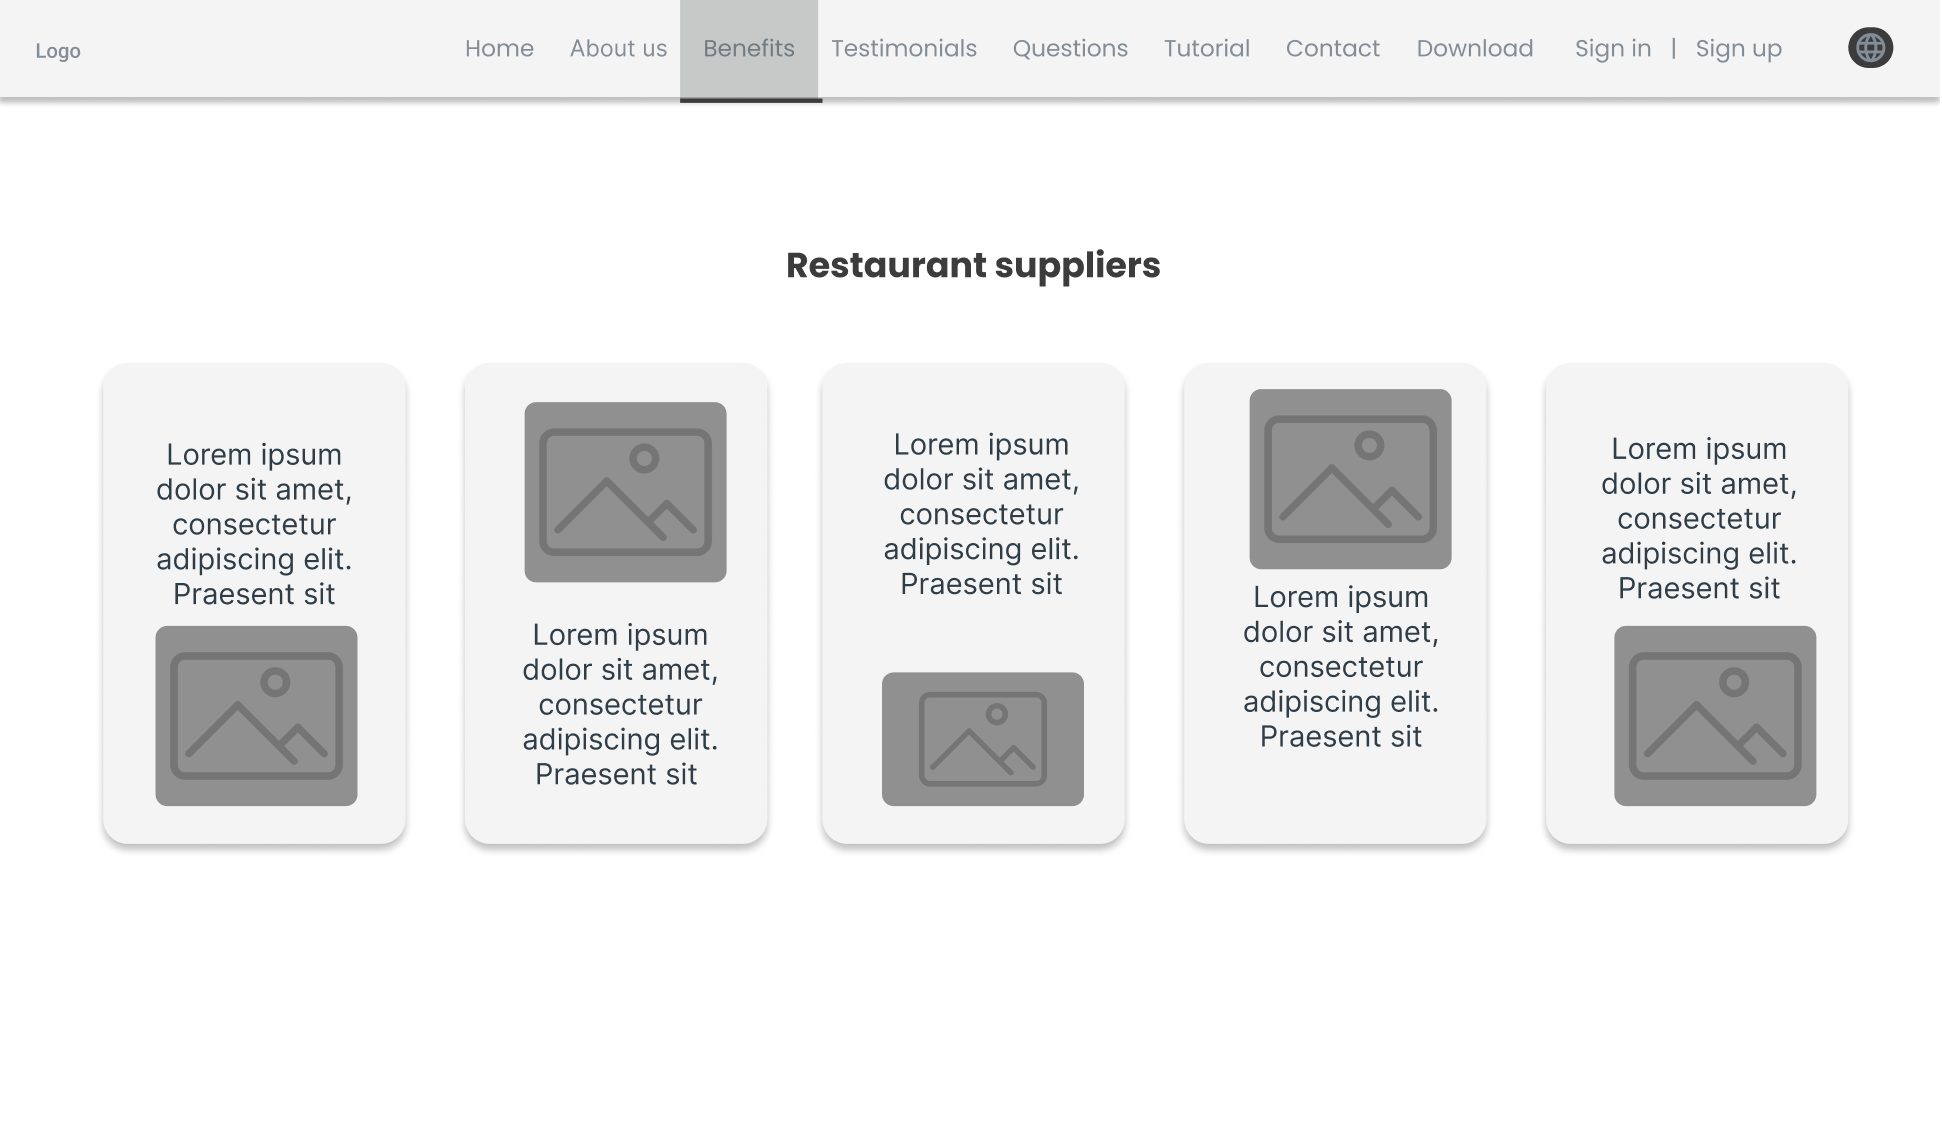 Logo
Home
About us
Benefits
Testimonials
Questions
Tutorial
Contact
Download
Sign in | Sign up
Restaurant suppliers
Lorem ipsum
dolor sit amet,
consectetur
adipiscing elit.
Praesent sit
Lorem ipsum
dolor sit amet,
consectetur
adipiscing elit.
Praesent sit
Lorem ipsum
dolor sit amet,
consectetur
adipiscing elit.
Praesent sit
Lorem ipsum
dolor sit amet,
consectetur
adipiscing elit.
Praesent sit
Lorem ipsum
dolor sit amet,
consectetur
adipiscing elit.
Praesent sit